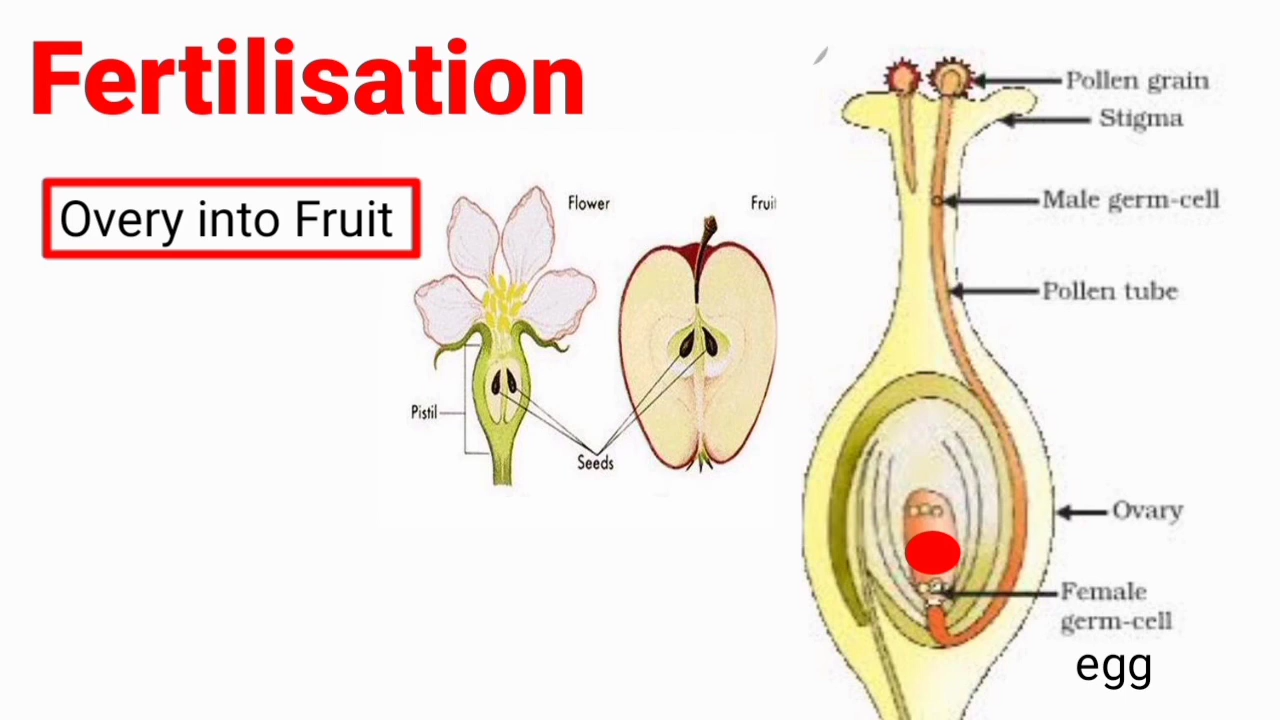 Fertilisation
Overy into Fruit
Flower
Fruit
Pistil
Seeds
Pollen grain
Stigma
Male germ-cell
Pollen tube
Ovary
Female
germ-cell
egg